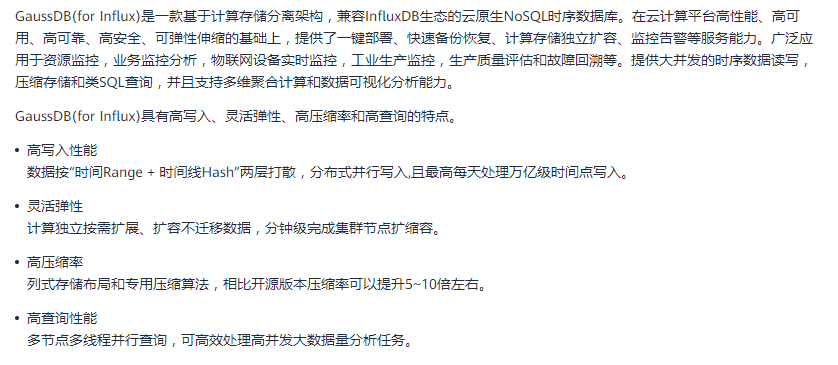 GaussDB(for Influx)是一款基于计算存储分离架构，兼容InfluxDB生态的云原生NoSQL时序数据库。在云计算平台高性能、高可
用、高可靠、高安全、可弹性伸缩的基础上，提供了一键部署、快速备份恢复、计算存储独立扩容、监控告警等服务能力。广泛应
用于资源监控，业务监控分析，物联网设备实时监控，工业生产监控，生产质量评估和故障回溯等。提供大并发的时序数据读写，
压缩存储和类SQL查询，并且支持多维聚合计算和数据可视化分析能力。
GaussDB(for Influx)具有高写入、灵活弹性、高压缩率和高查询的特点。
• 高写入性能
数据按“时间Range + 时间线Hash”两层打散，分布式并行写入,且最高每天处理万亿级时间点写入。
• 灵活弹性
计算独立按需扩展、扩容不迁移数据，分钟级完成集群节点扩缩容。
• 高压缩率
列式存储布局和专用压缩算法，相比开源版本压缩率可以提升5~10倍左右。
• 高查询性能
多节点多线程并行查询，可高效处理高并发大数据量分析任务。